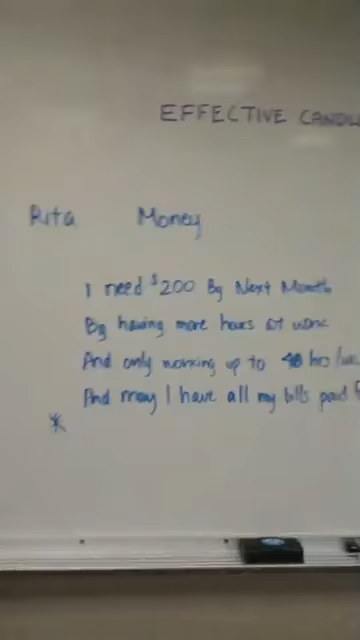 EFFECTIVE
Rita Money
I need $200 By Next Month
By having more hours at work
And only working up to 40 hrs/
And may I have all my bills paid
*